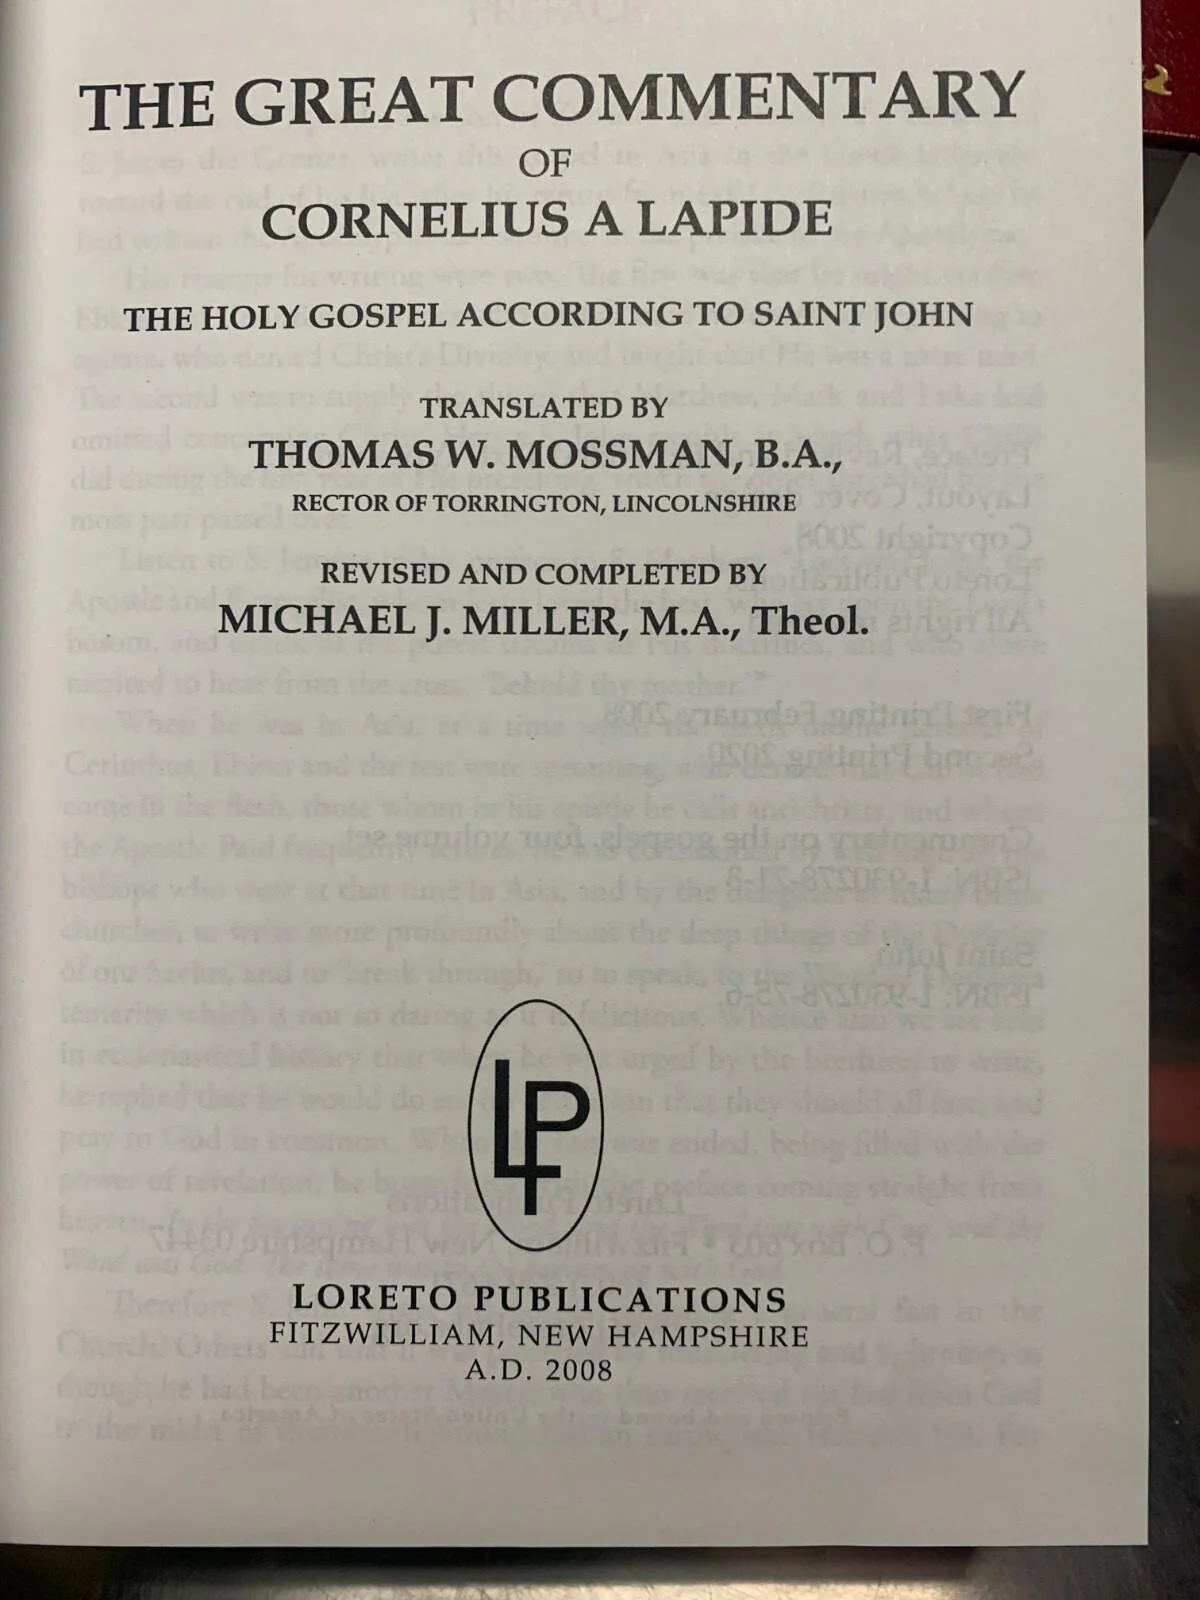 THE GREAT COMMENTARY
OF
CORNELIUS A LAPIDE
THE HOLY GOSPEL ACCORDING TO SAINT JOHN
TRANSLATED BY
THOMAS W. MOSSMAN, B.A.,
RECTOR OF TORRINGTON, LINCOLNSHIRE
REVISED AND COMPLETED BY
MICHAEL J. MILLER, M.A., Theol.
LP
LORETO PUBLICATIONS
FITZWILLIAM, NEW HAMPSHIRE
A.D. 2008